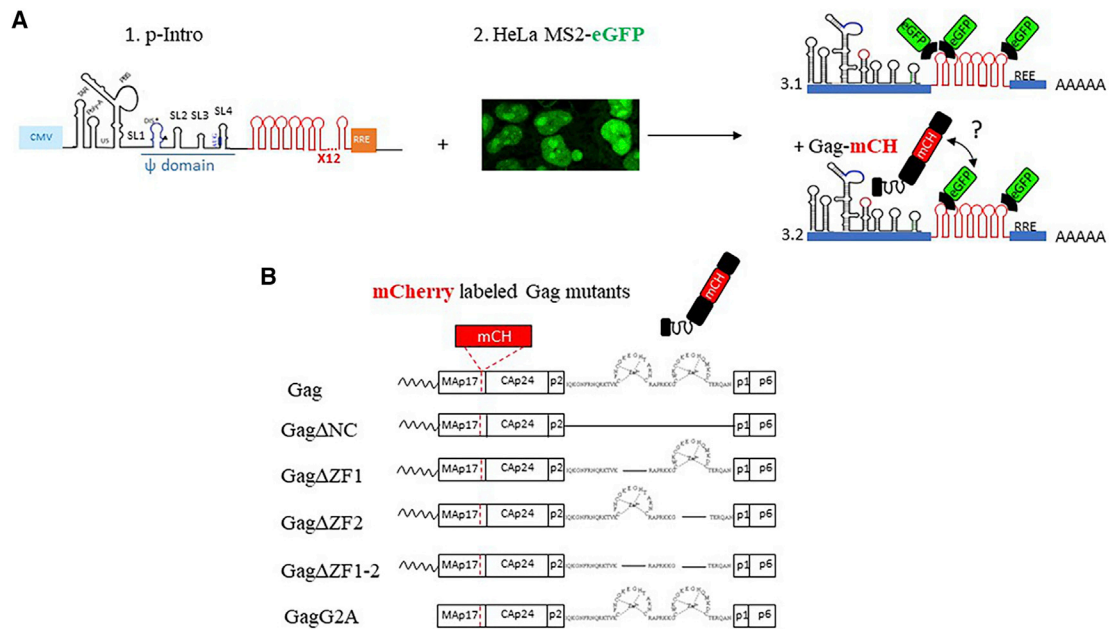 A
1. p-Intro
2. HeLa MS2-eGFP
CMV
TAR
PolyA
U5
PBS
SL1
DIS
SL2
SL3
SL4
ψ domain
X12
RRE
+
eGFP
eGFP
eGFP
3.1
REE
AAAAA
+ Gag-mCH
mCH
?
eGFP
eGFP
3.2
RRE
AAAAA
B
mCherry labeled Gag mutants
mCH
mCH
Gag
MAp17 CAp24 p2 p1 p6
GagΔNC
MAp17 CAp24 p2 p1 p6
GagΔZF1
MAp17 CAp24 p2 p1 p6
GagΔZF2
MAp17 CAp24 p2 p1 p6
GagΔZF1-2
MAp17 CAp24 p2 p1 p6
GagG2A
MAp17 CAp24 p2 p1 p6